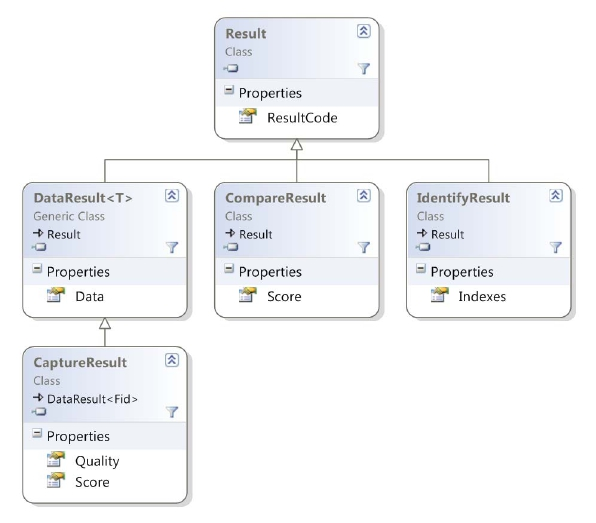 Result
Class
Properties
ResultCode
DataResult<T>
Generic Class
Result
Properties
Data
CompareResult
Class
Result
Properties
Score
IdentifyResult
Class
Result
Properties
Indexes
CaptureResult
Class
DataResult<Fid>
Properties
Quality
Score